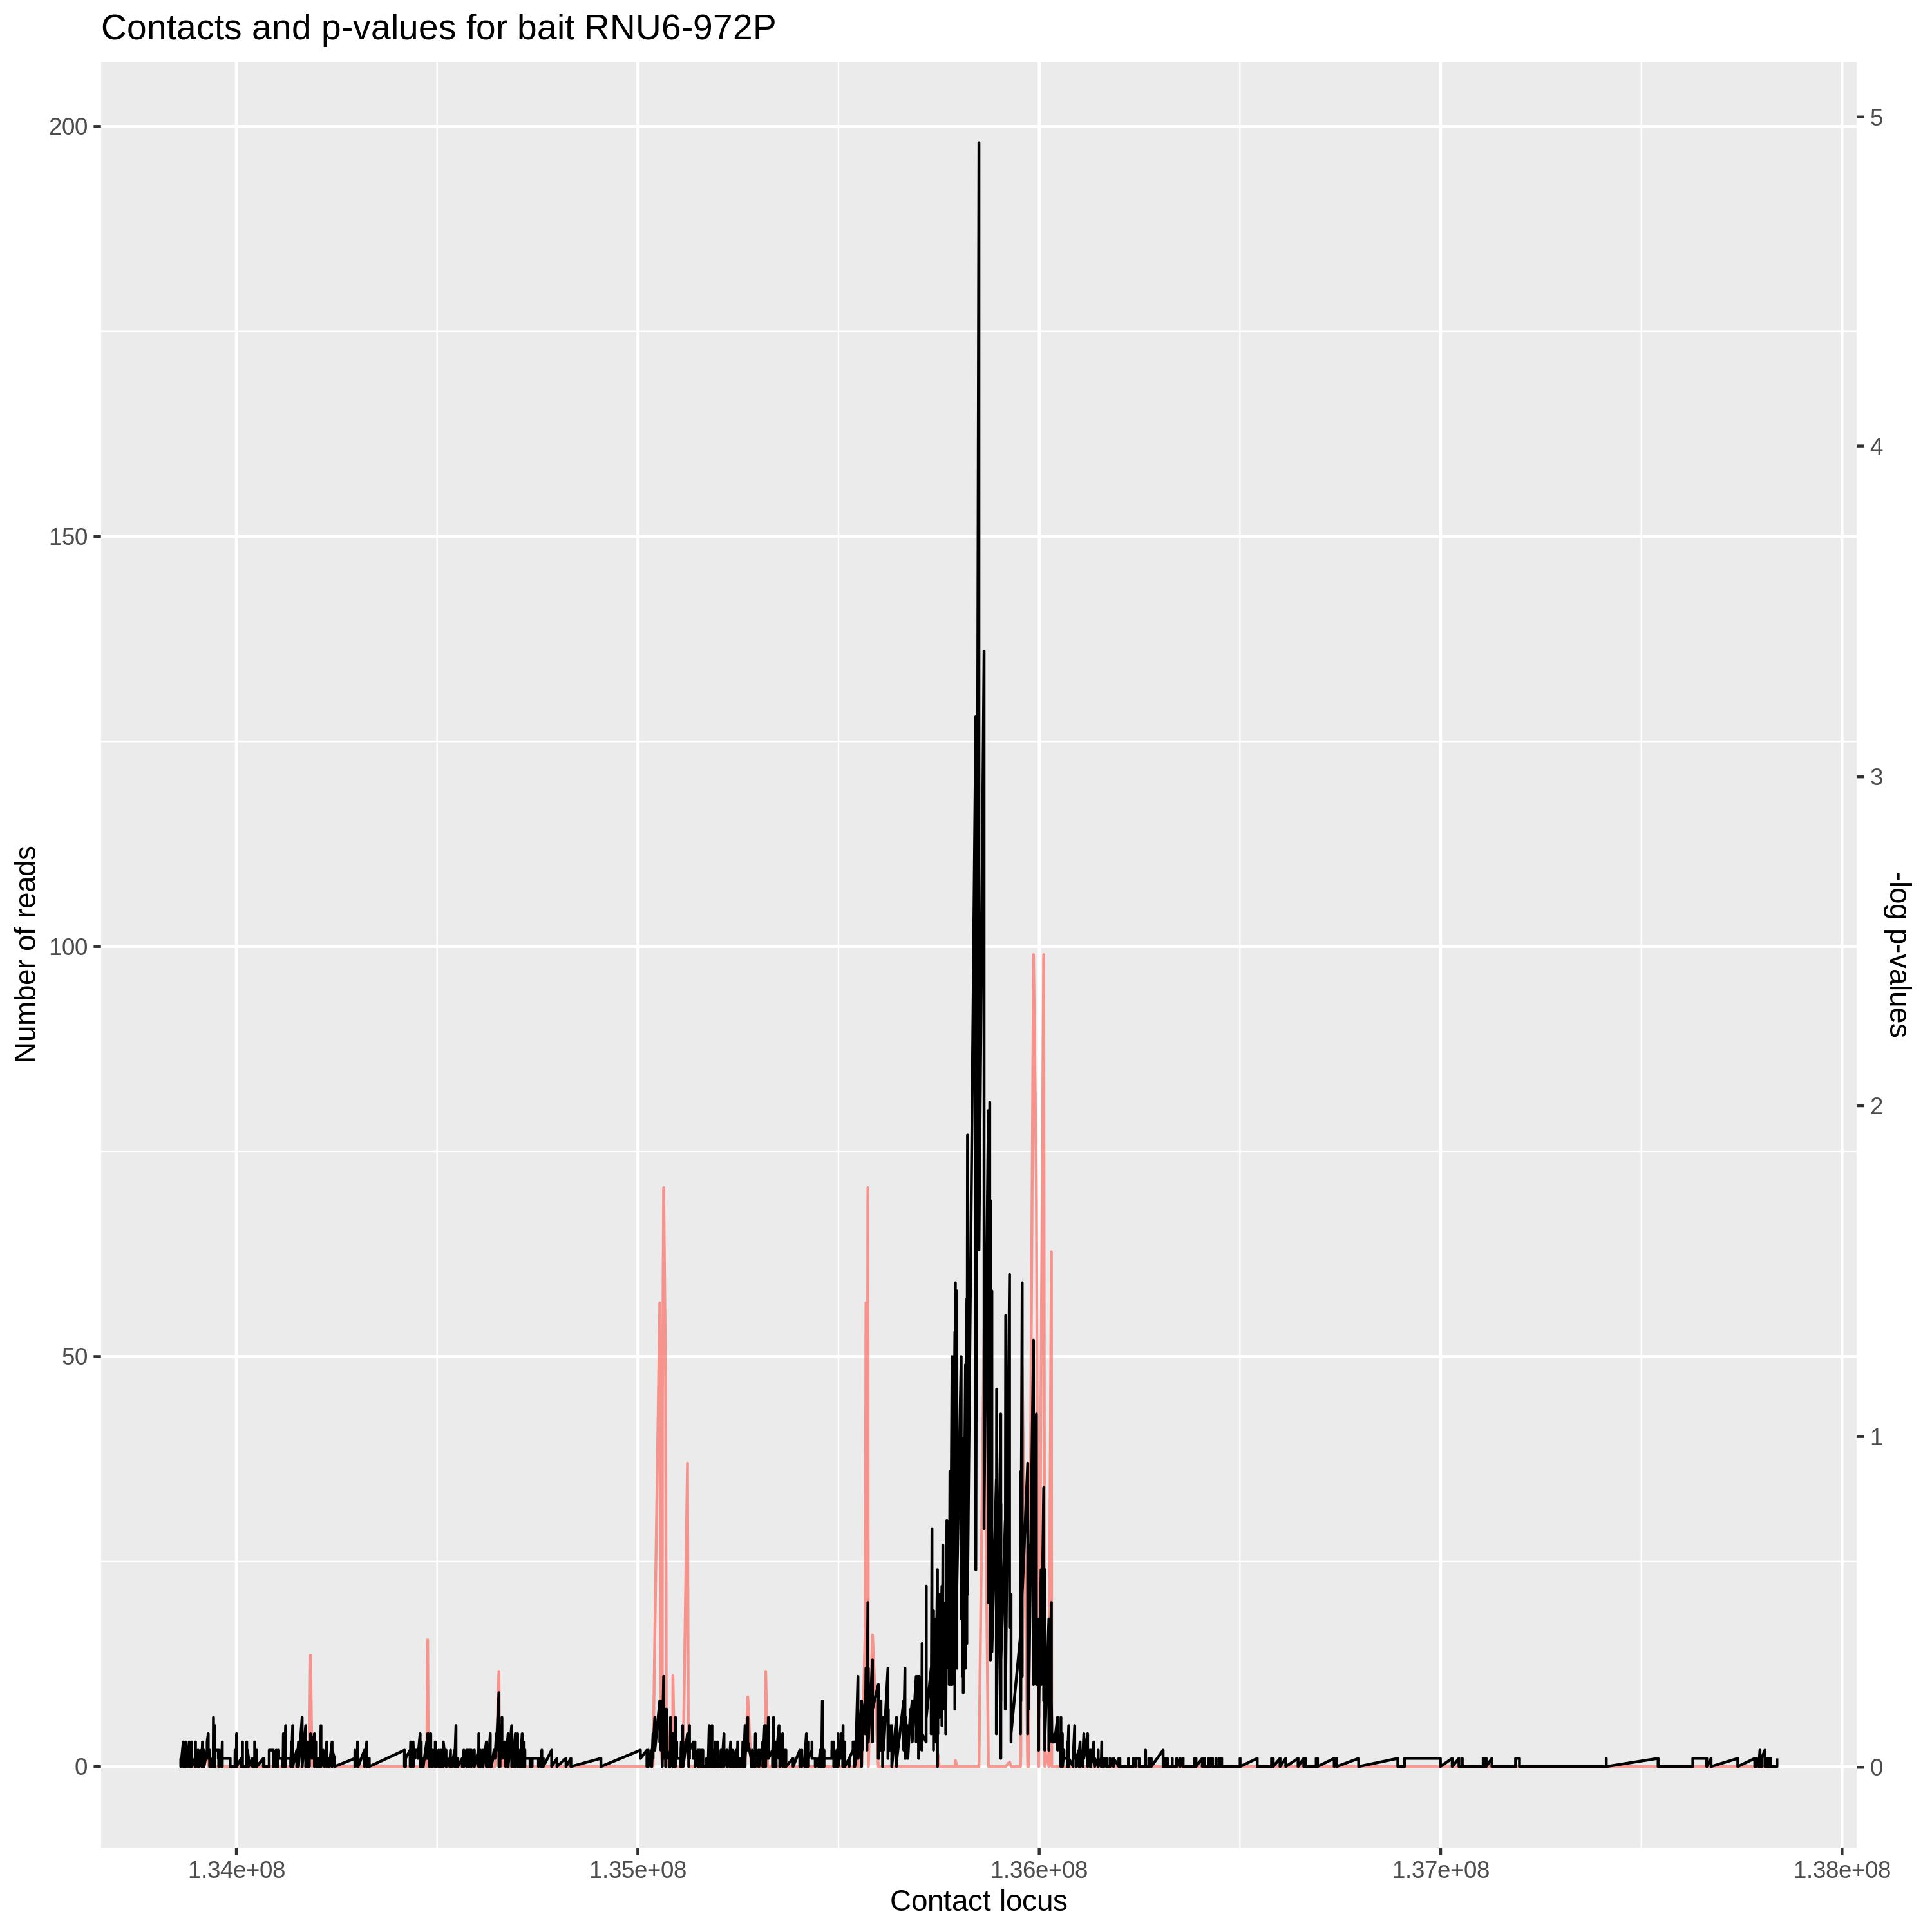 Contacts and p-values for bait RNU6-972P
200
150
100
50
0
5
4
3
2
1
0
Number of reads
-log p-values
1.34e+08
1.35e+08
1.36e+08
1.37e+08
1.38e+08
Contact locus